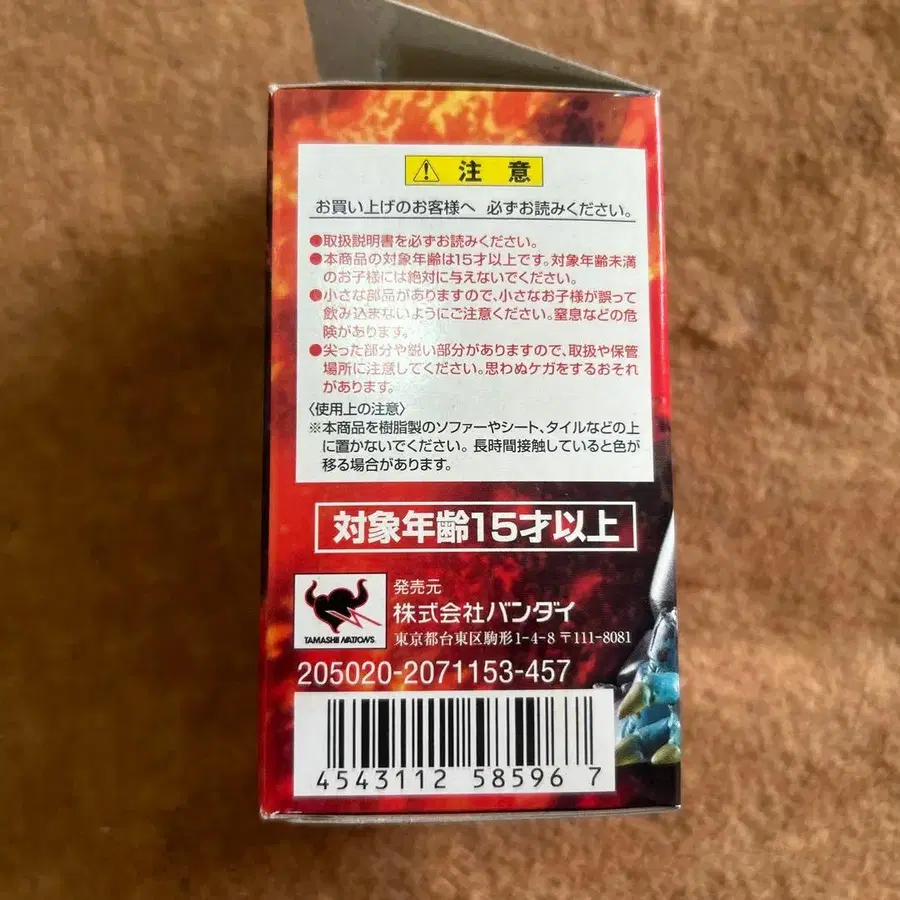 注意
お買い上げのお客様へ 必ずお読みください。
●取扱説明書を必ずお読みください。
●本商品の対象年齢は15才以上です。対象年齢未満
のお子様には絶対に与えないでください。
●小さな部品がありますので、小さなお子様が誤って
飲み込まないようにご注意ください。窒息などの危
険があります。
●尖った部分や鋭い部分がありますので、取扱や保管
場所に注意してください。思わぬケガをするおそれ
があります。
〈使用上の注意〉
※本商品を樹脂製のソファーやシート、タイルなどの上
に置かないでください。長時間接触していると色が
移る場合があります。
対象年齢15才以上
TAMASHII NATIONS
発売元
株式会社バンダイ
東京都台東区駒形1-4-8 〒111-8081
205020-2071153-457
4543112 585967